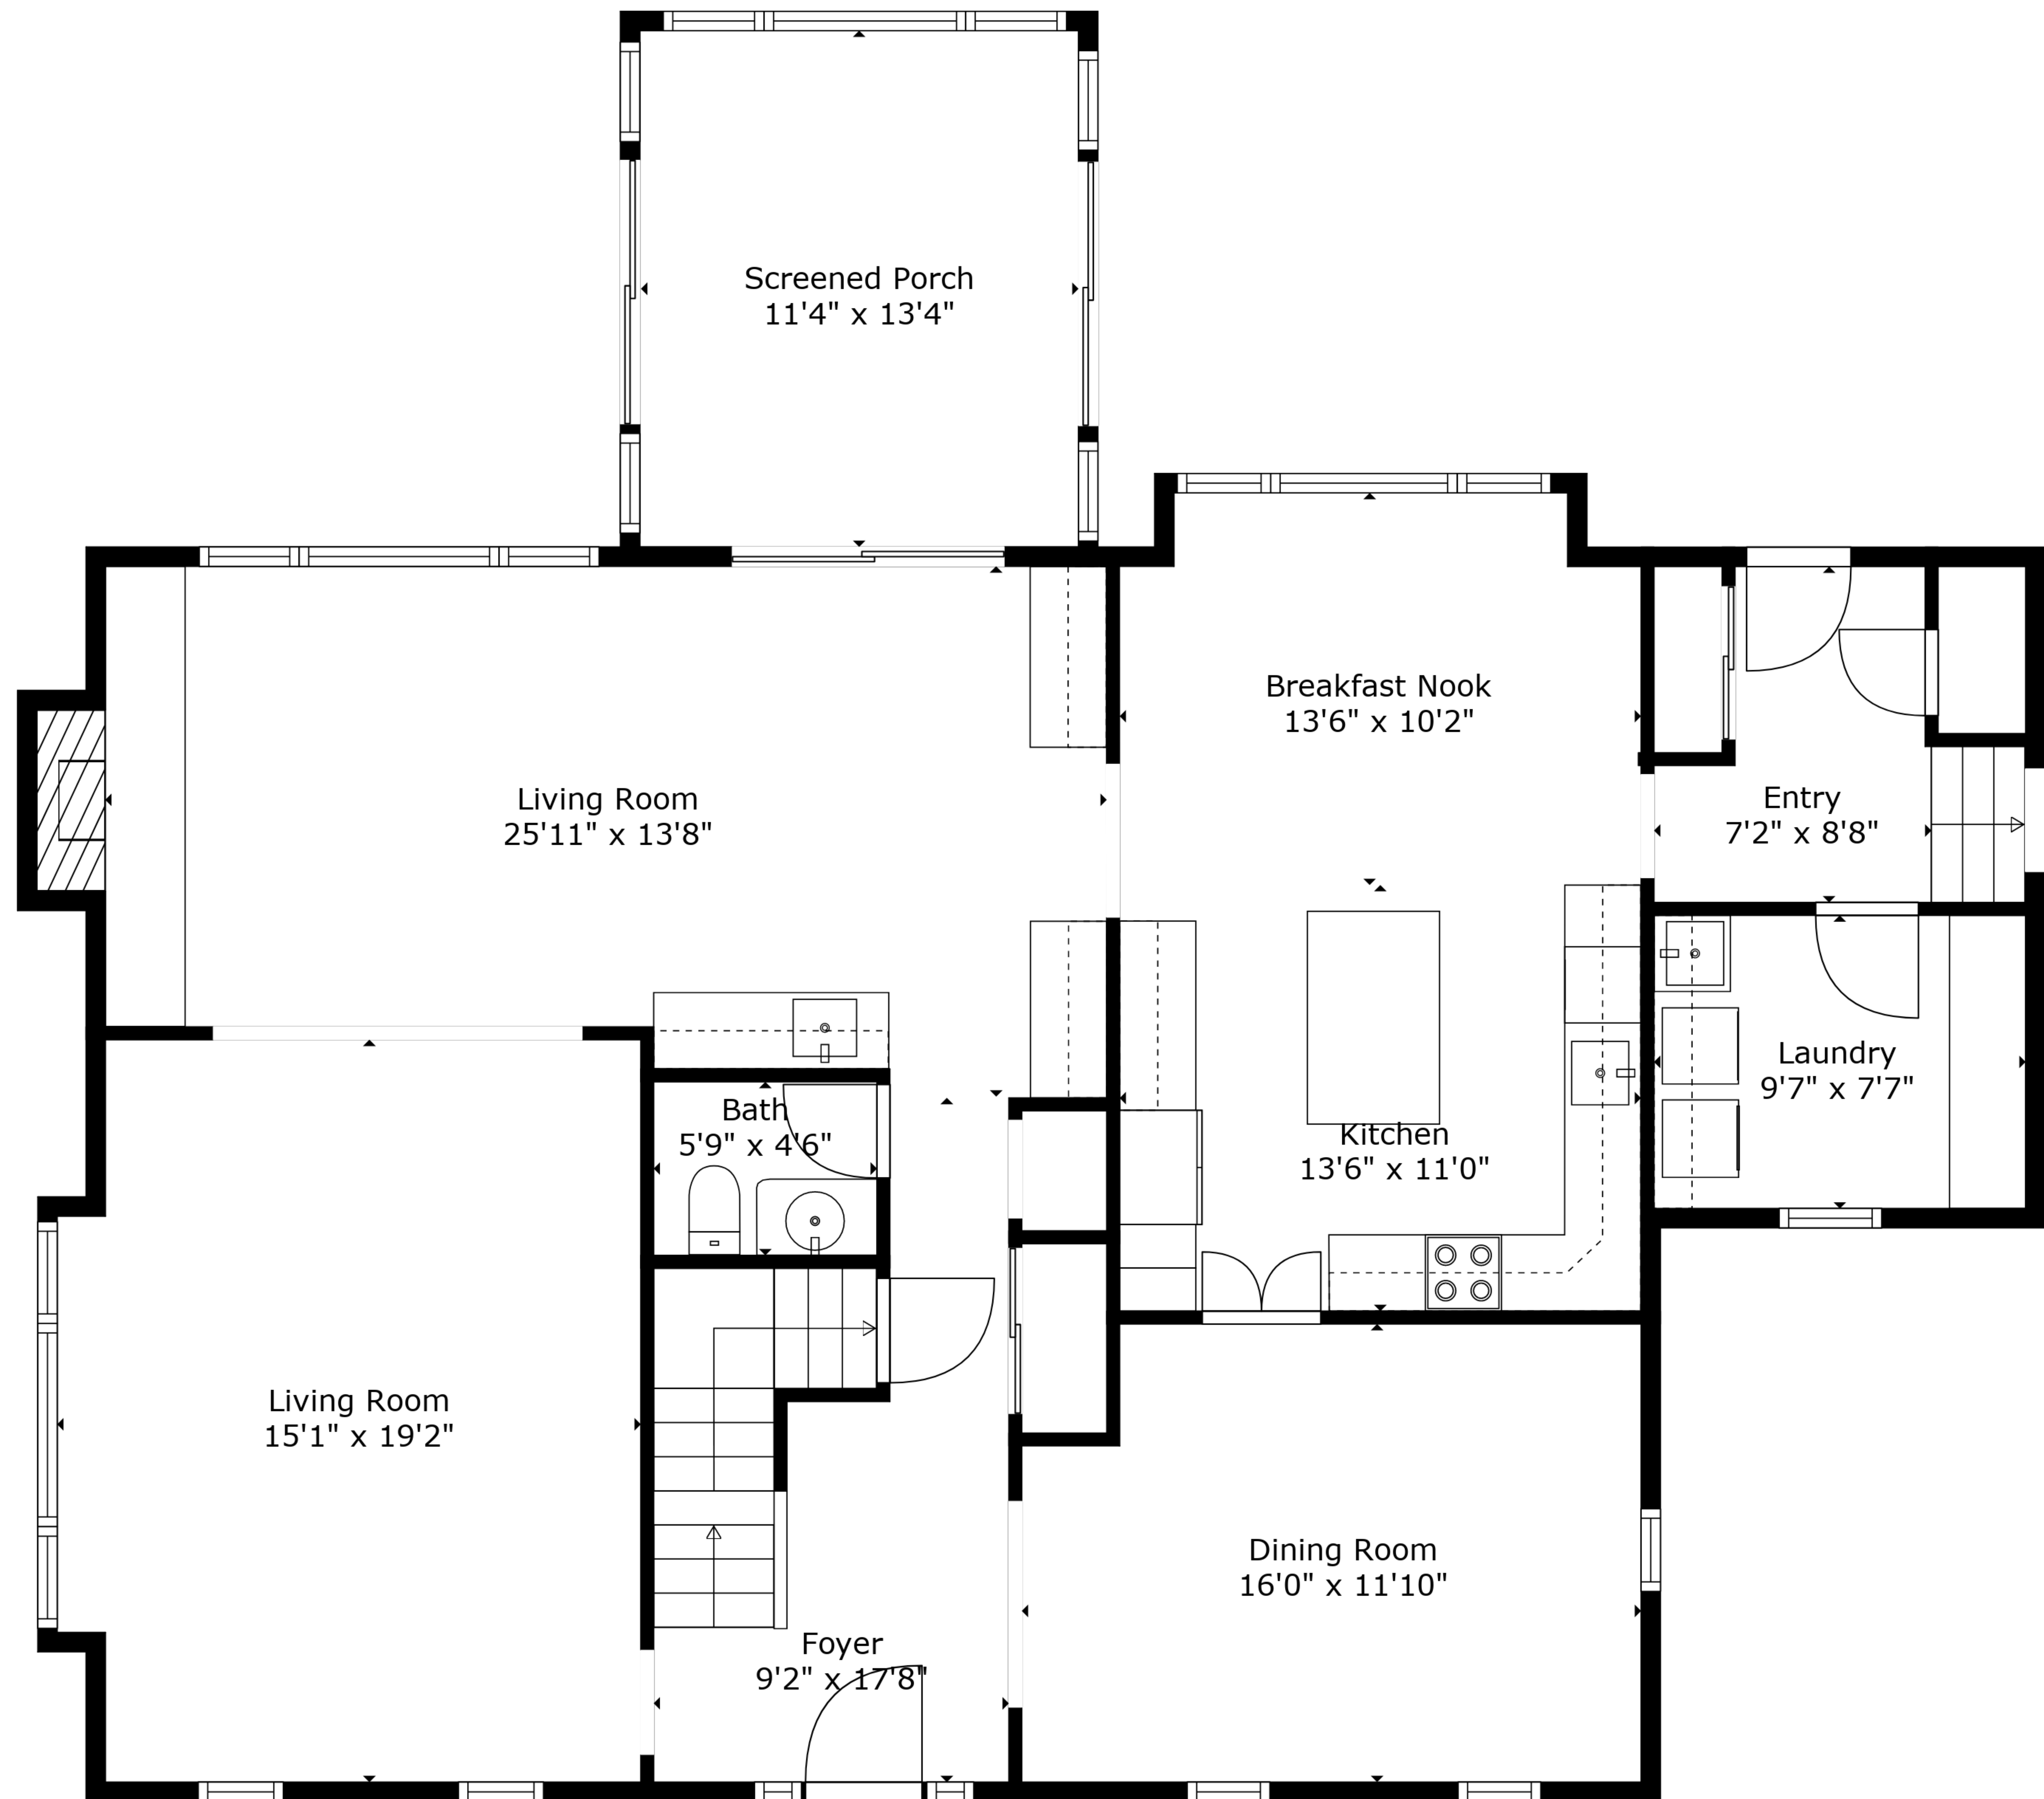 Screened Porch
11'4" x 13'4"
Breakfast Nook
13'6" x 10'2"
Living Room
25'11" x 13'8"
Entry
7'2" x 8'8"
Laundry
9'7" x 7'7"
Bath
5'9" x 4'6"
Kitchen
13'6" x 11'0"
Living Room
15'1" x 19'2"
Dining Room
16'0" x 11'10"
Foyer
9'2" x 17'8"